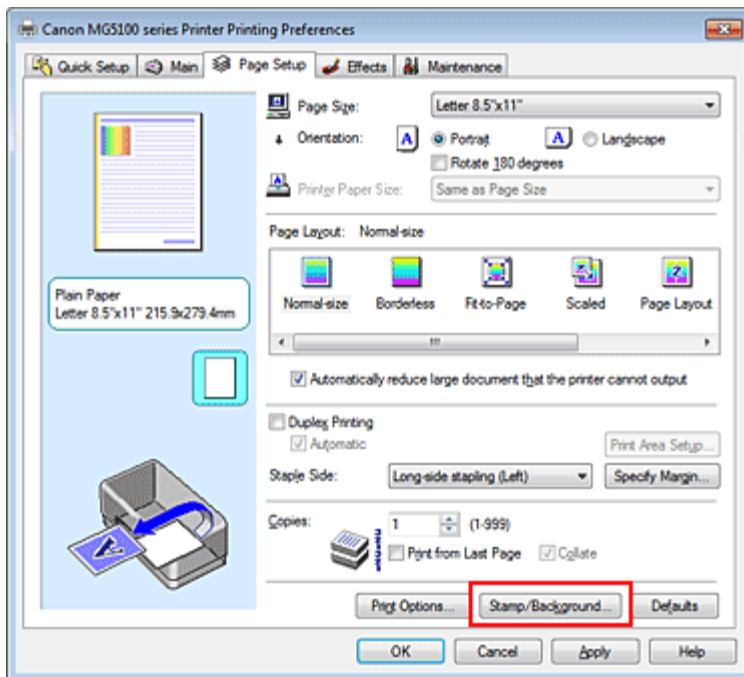 Canon MG5100 series Printer Printing Preferences
Quick Setup Main Page Setup Effects Maintenance
Page Size: Letter 8.5"x11"
Orientation: A Portrait A Landscape
Rotate 180 degrees
Printer Paper Size: Same as Page Size
Page Layout: Normal-size
Normal-size Borderless Fit-to-Page Scaled Page Layout
Plain Paper
Letter 8.5"x11" 215.9x279.4mm
Automatically reduce large document that the printer cannot output
Duplex Printing
Automatic Print Area Setup...
Staple Side: Long-side stapling (Left) Specify Margin...
Copies: 1 (1-999)
Print from Last Page Collate
Print Options... Stamp/Background... Defaults
OK Cancel Apply Help